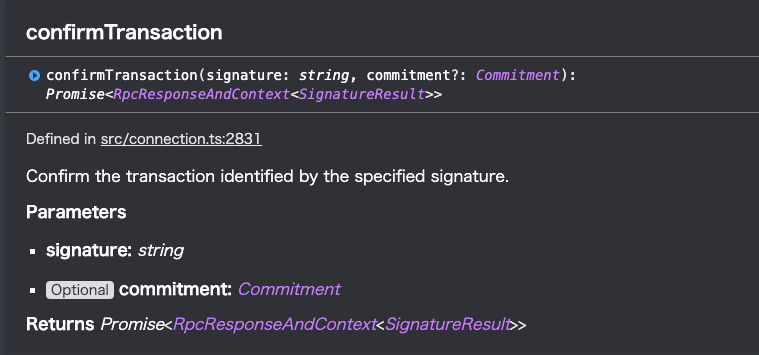 confirmTransaction
confirmTransaction(signature: string, commitment?: Commitment):
Promise<RpcResponseAndContext<SignatureResult>>
Defined in src/connection.ts:2831
Confirm the transaction identified by the specified signature.
Parameters
signature: string
Optional commitment: Commitment
Returns Promise<RpcResponseAndContext<SignatureResult>>